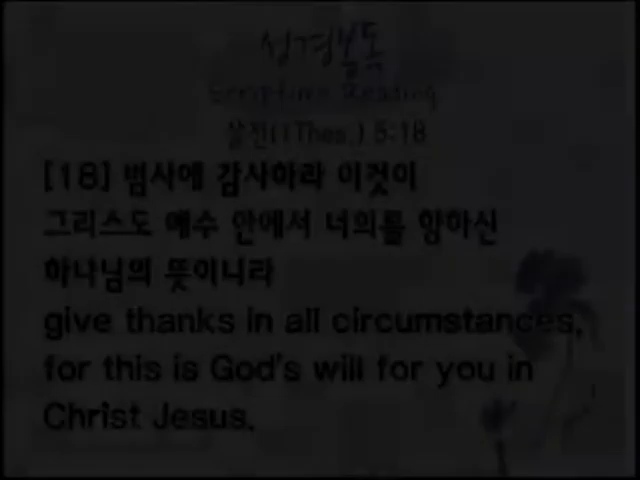 성경봉독
Scripture Reading
살전(1Thes.) 5:18
[18] 범사에 감사하라 이것이
그리스도 예수 안에서 너희를 향하신
하나님의 뜻이니라
give thanks in all circumstances,
for this is God's will for you in
Christ Jesus.